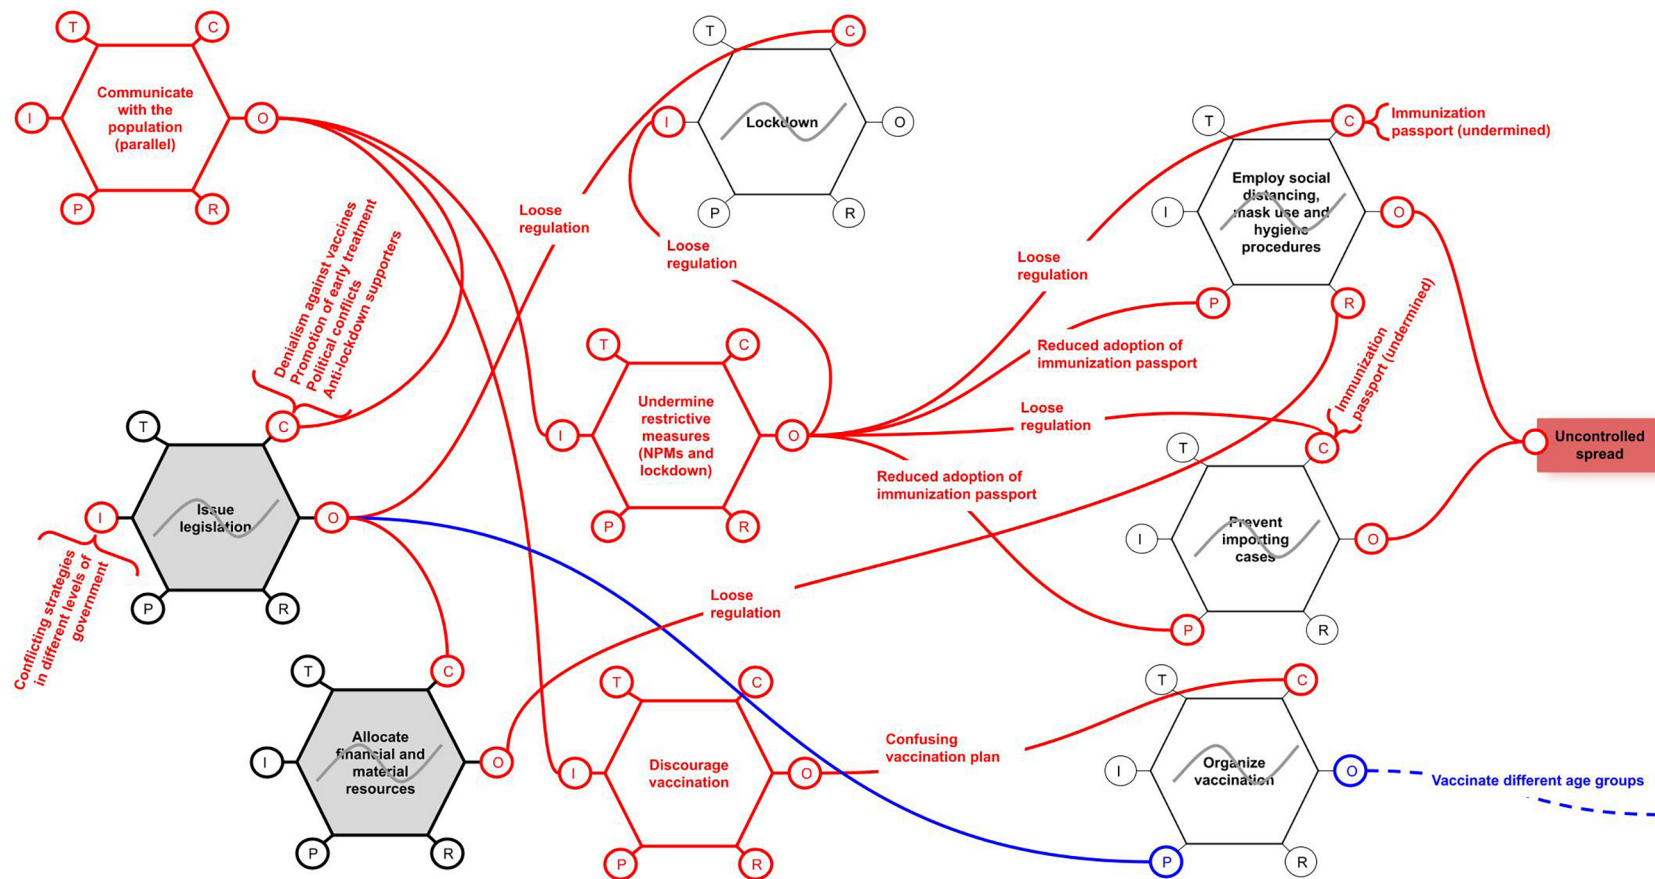 T
C
Communicate
with the
population
(parallel)
I
O
P
R
T
C
I
Lockdown
O
P
R
Loose
regulation
Loose
regulation
T
C
Immunization
passport (undermined)
Employ social
distancing,
mask use and
hygiene
procedures
I
O
P
R
Loose
regulation
Reduced adoption of
immunization passport
Loose
regulation
Reduced adoption of
immunization passport
Immunization
passport (undermined)
Denialism against vaccines
Promotion of early treatment
Political conflicts
Anti-lockdown supporters
T
C
Undermine
restrictive
measures
(NPMs and
lockdown)
I
O
P
R
T
C
Issue
legislation
I
O
P
R
Conflicting strategies
in different levels of
government
T
C
Prevent
importing
cases
I
O
P
R
Uncontrolled
spread
Loose
regulation
T
C
Allocate
financial and
material
resources
I
O
P
R
T
C
Discourage
vaccination
I
O
P
R
Confusing
vaccination plan
T
C
Organize
vaccination
I
O
P
R
Vaccinate different age groups